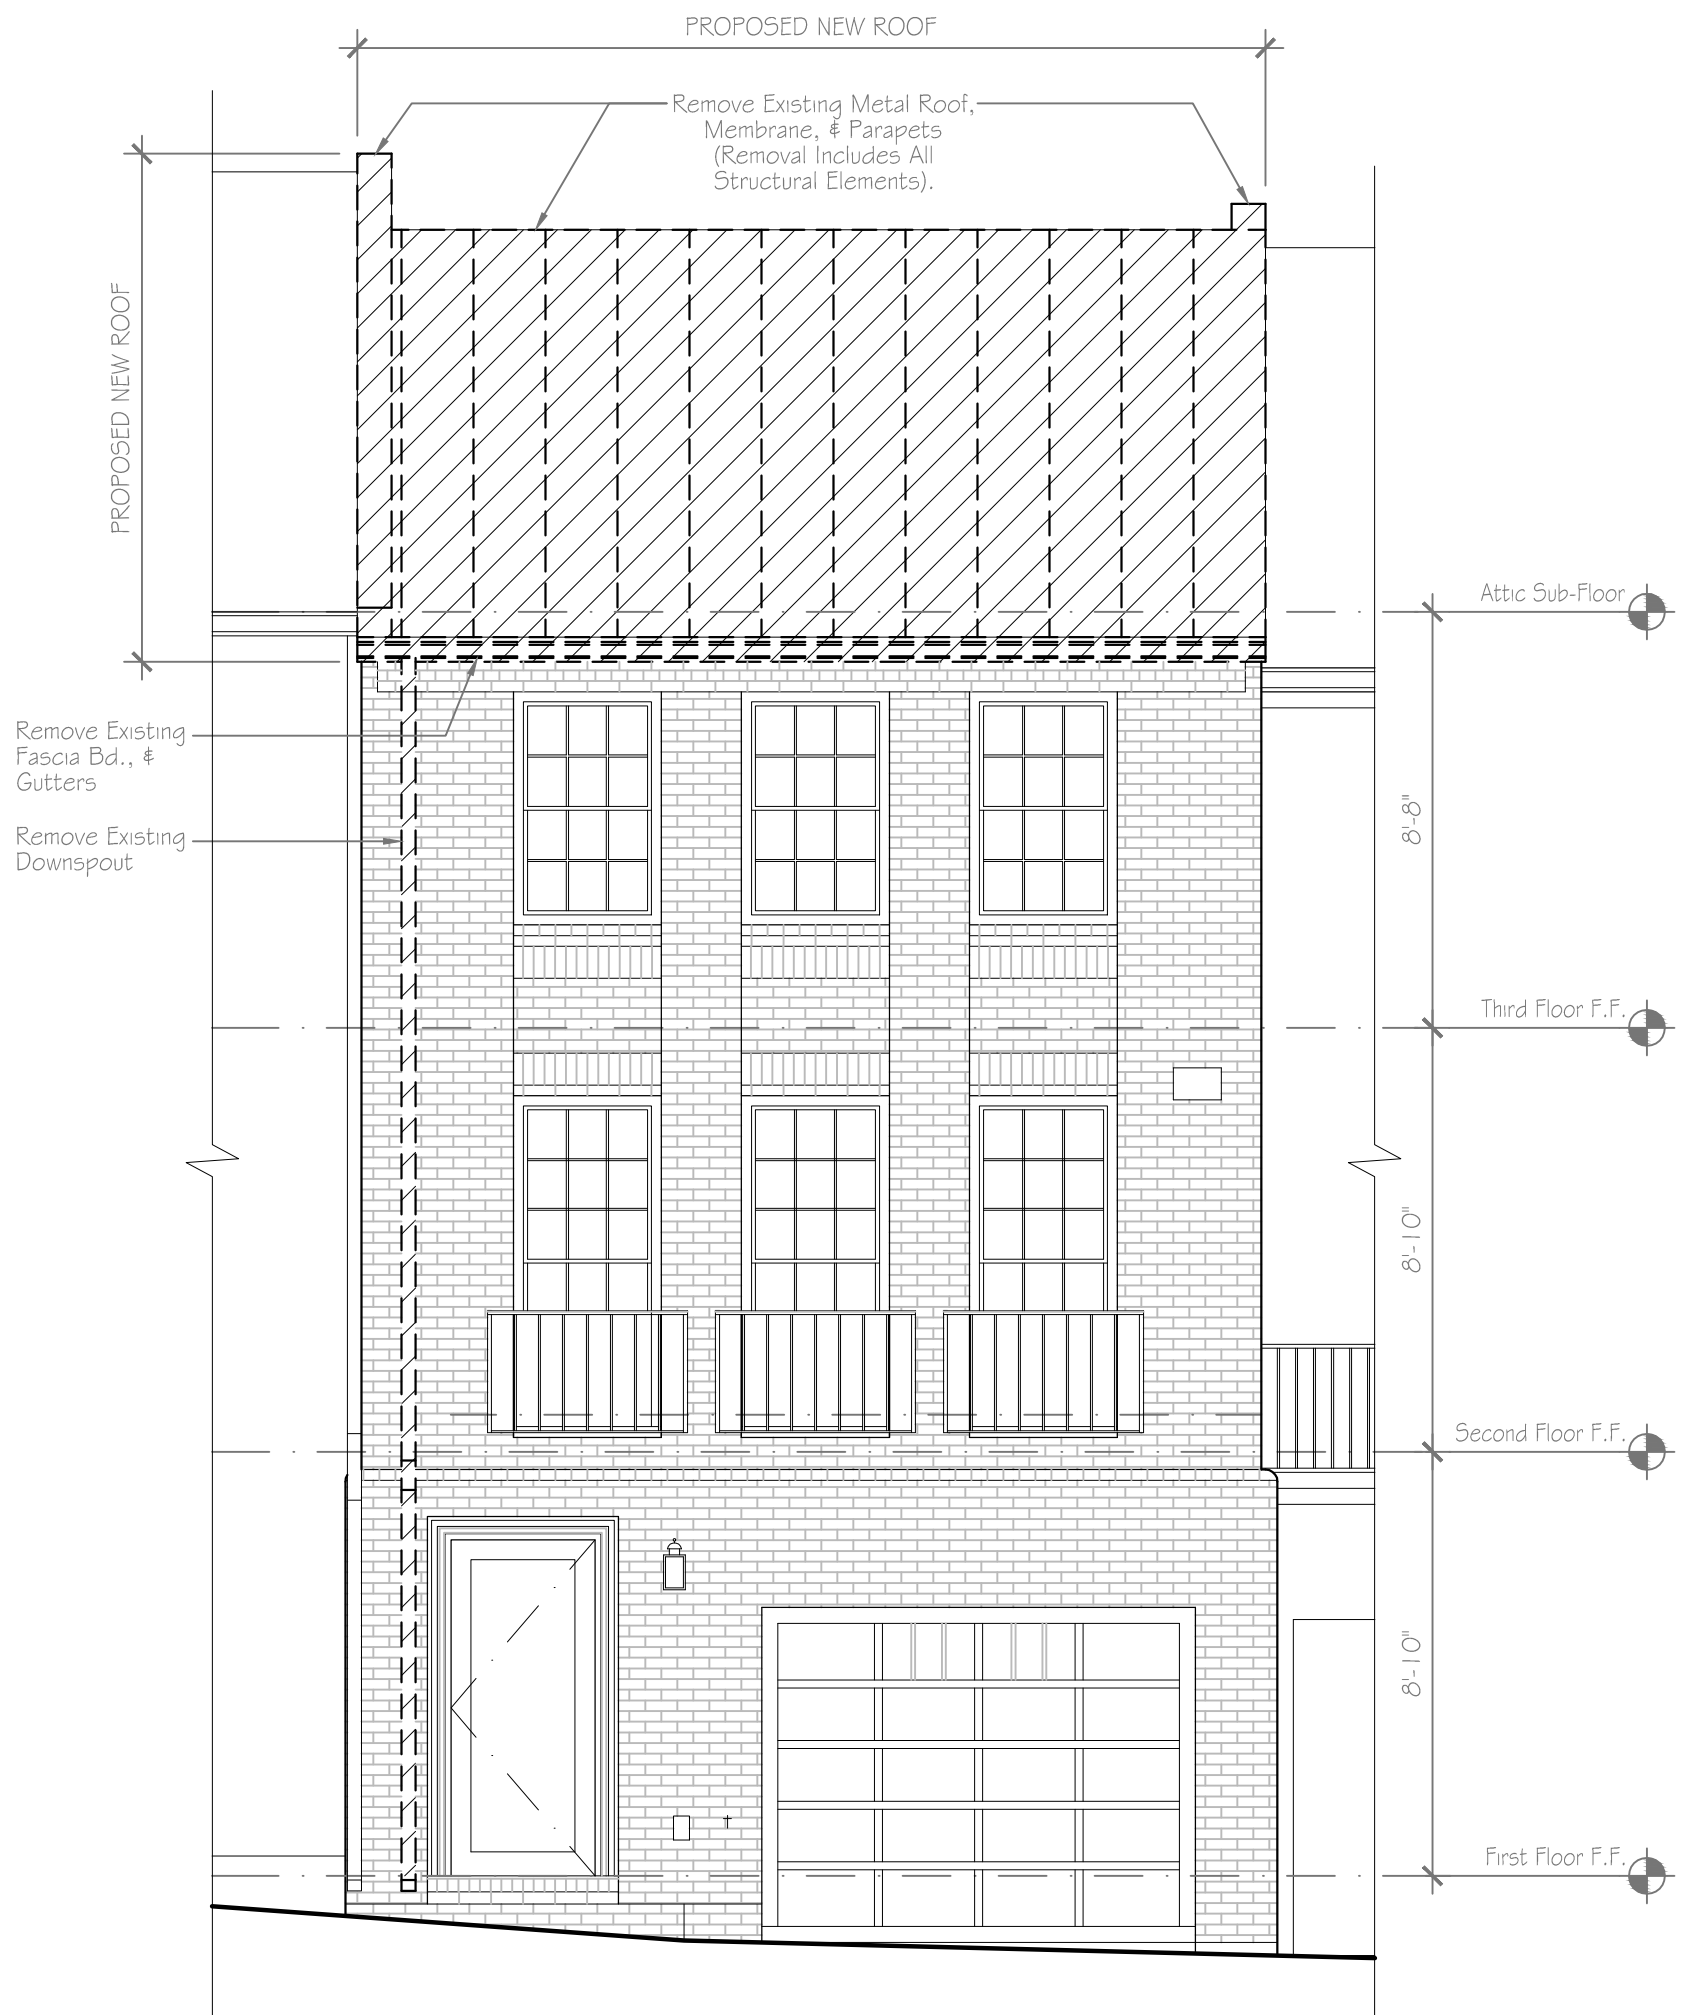 PROPOSED NEW ROOF
Remove Existing Metal Roof,
Membrane, & Parapets
(Removal Includes All
Structural Elements).
PROPOSED NEW ROOF
Attic Sub-Floor
Remove Existing
Fascia Bd., &
Gutters
8'-8"
Remove Existing
Downspout
Third Floor F.F.
8'-10"
Second Floor F.F.
8'-10"
First Floor F.F.